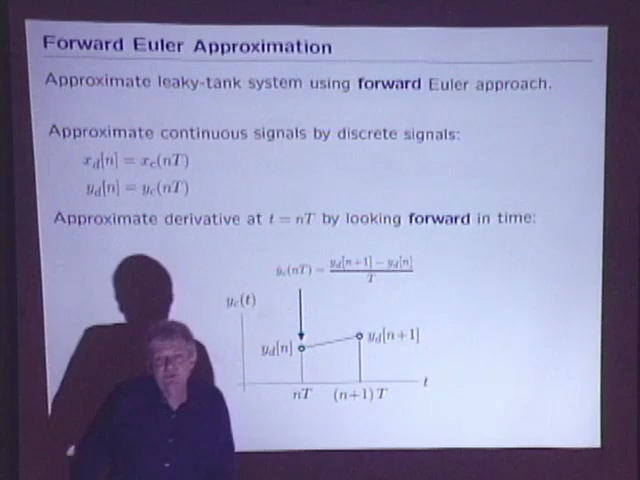 Forward Euler Approximation
Approximate leaky-tank system using forward Euler approach.
Approximate continuous signals by discrete signals:
x_d[n] = x_c(nT)
y_d[n] = y_c(nT)
Approximate derivative at t = nT by looking forward in time:
ẏ_c(nT) = (y_d[n+1] − y_d[n]) / T
y_c(t)
y_d[n]
y_d[n+1]
t
nT
(n+1)T